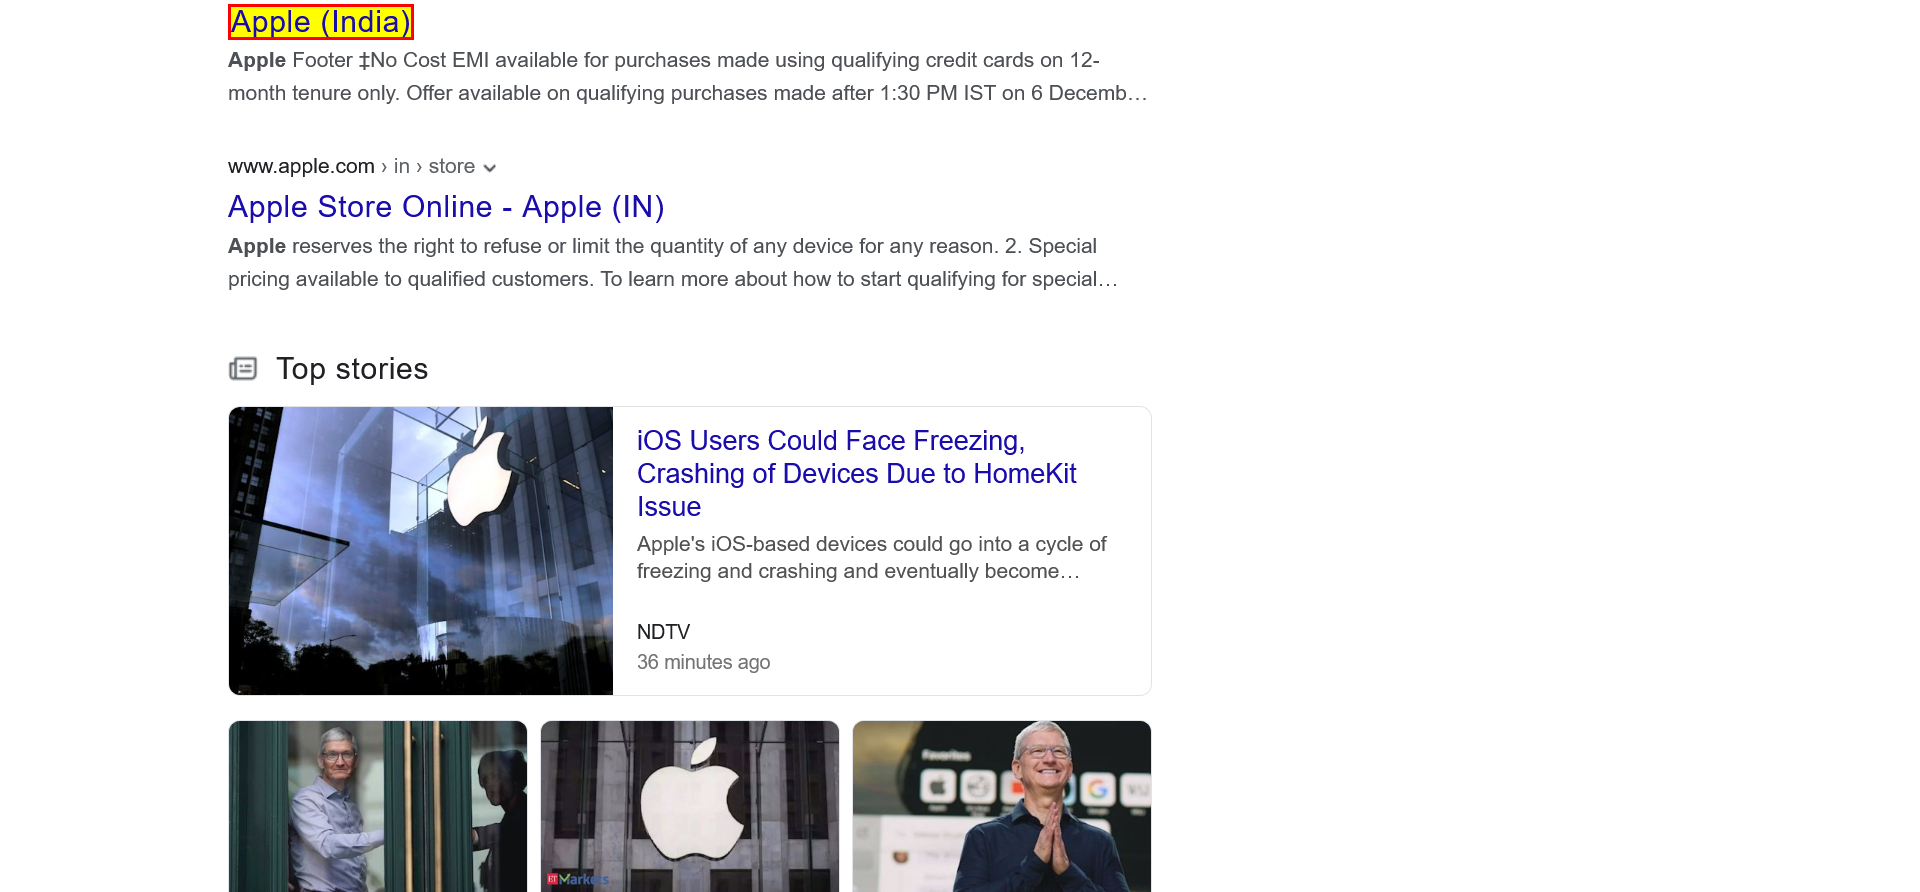 Apple (India)
Apple Footer ‡No Cost EMI available for purchases made using qualifying credit cards on 12-
month tenure only. Offer available on qualifying purchases made after 1:30 PM IST on 6 Decemb…
www.apple.com › in › store
Apple Store Online - Apple (IN)
Apple reserves the right to refuse or limit the quantity of any device for any reason. 2. Special
pricing available to qualified customers. To learn more about how to start qualifying for special…
Top stories
iOS Users Could Face Freezing,
Crashing of Devices Due to HomeKit
Issue
Apple's iOS-based devices could go into a cycle of
freezing and crashing and eventually become…
NDTV
36 minutes ago
Favorites
ET Markets